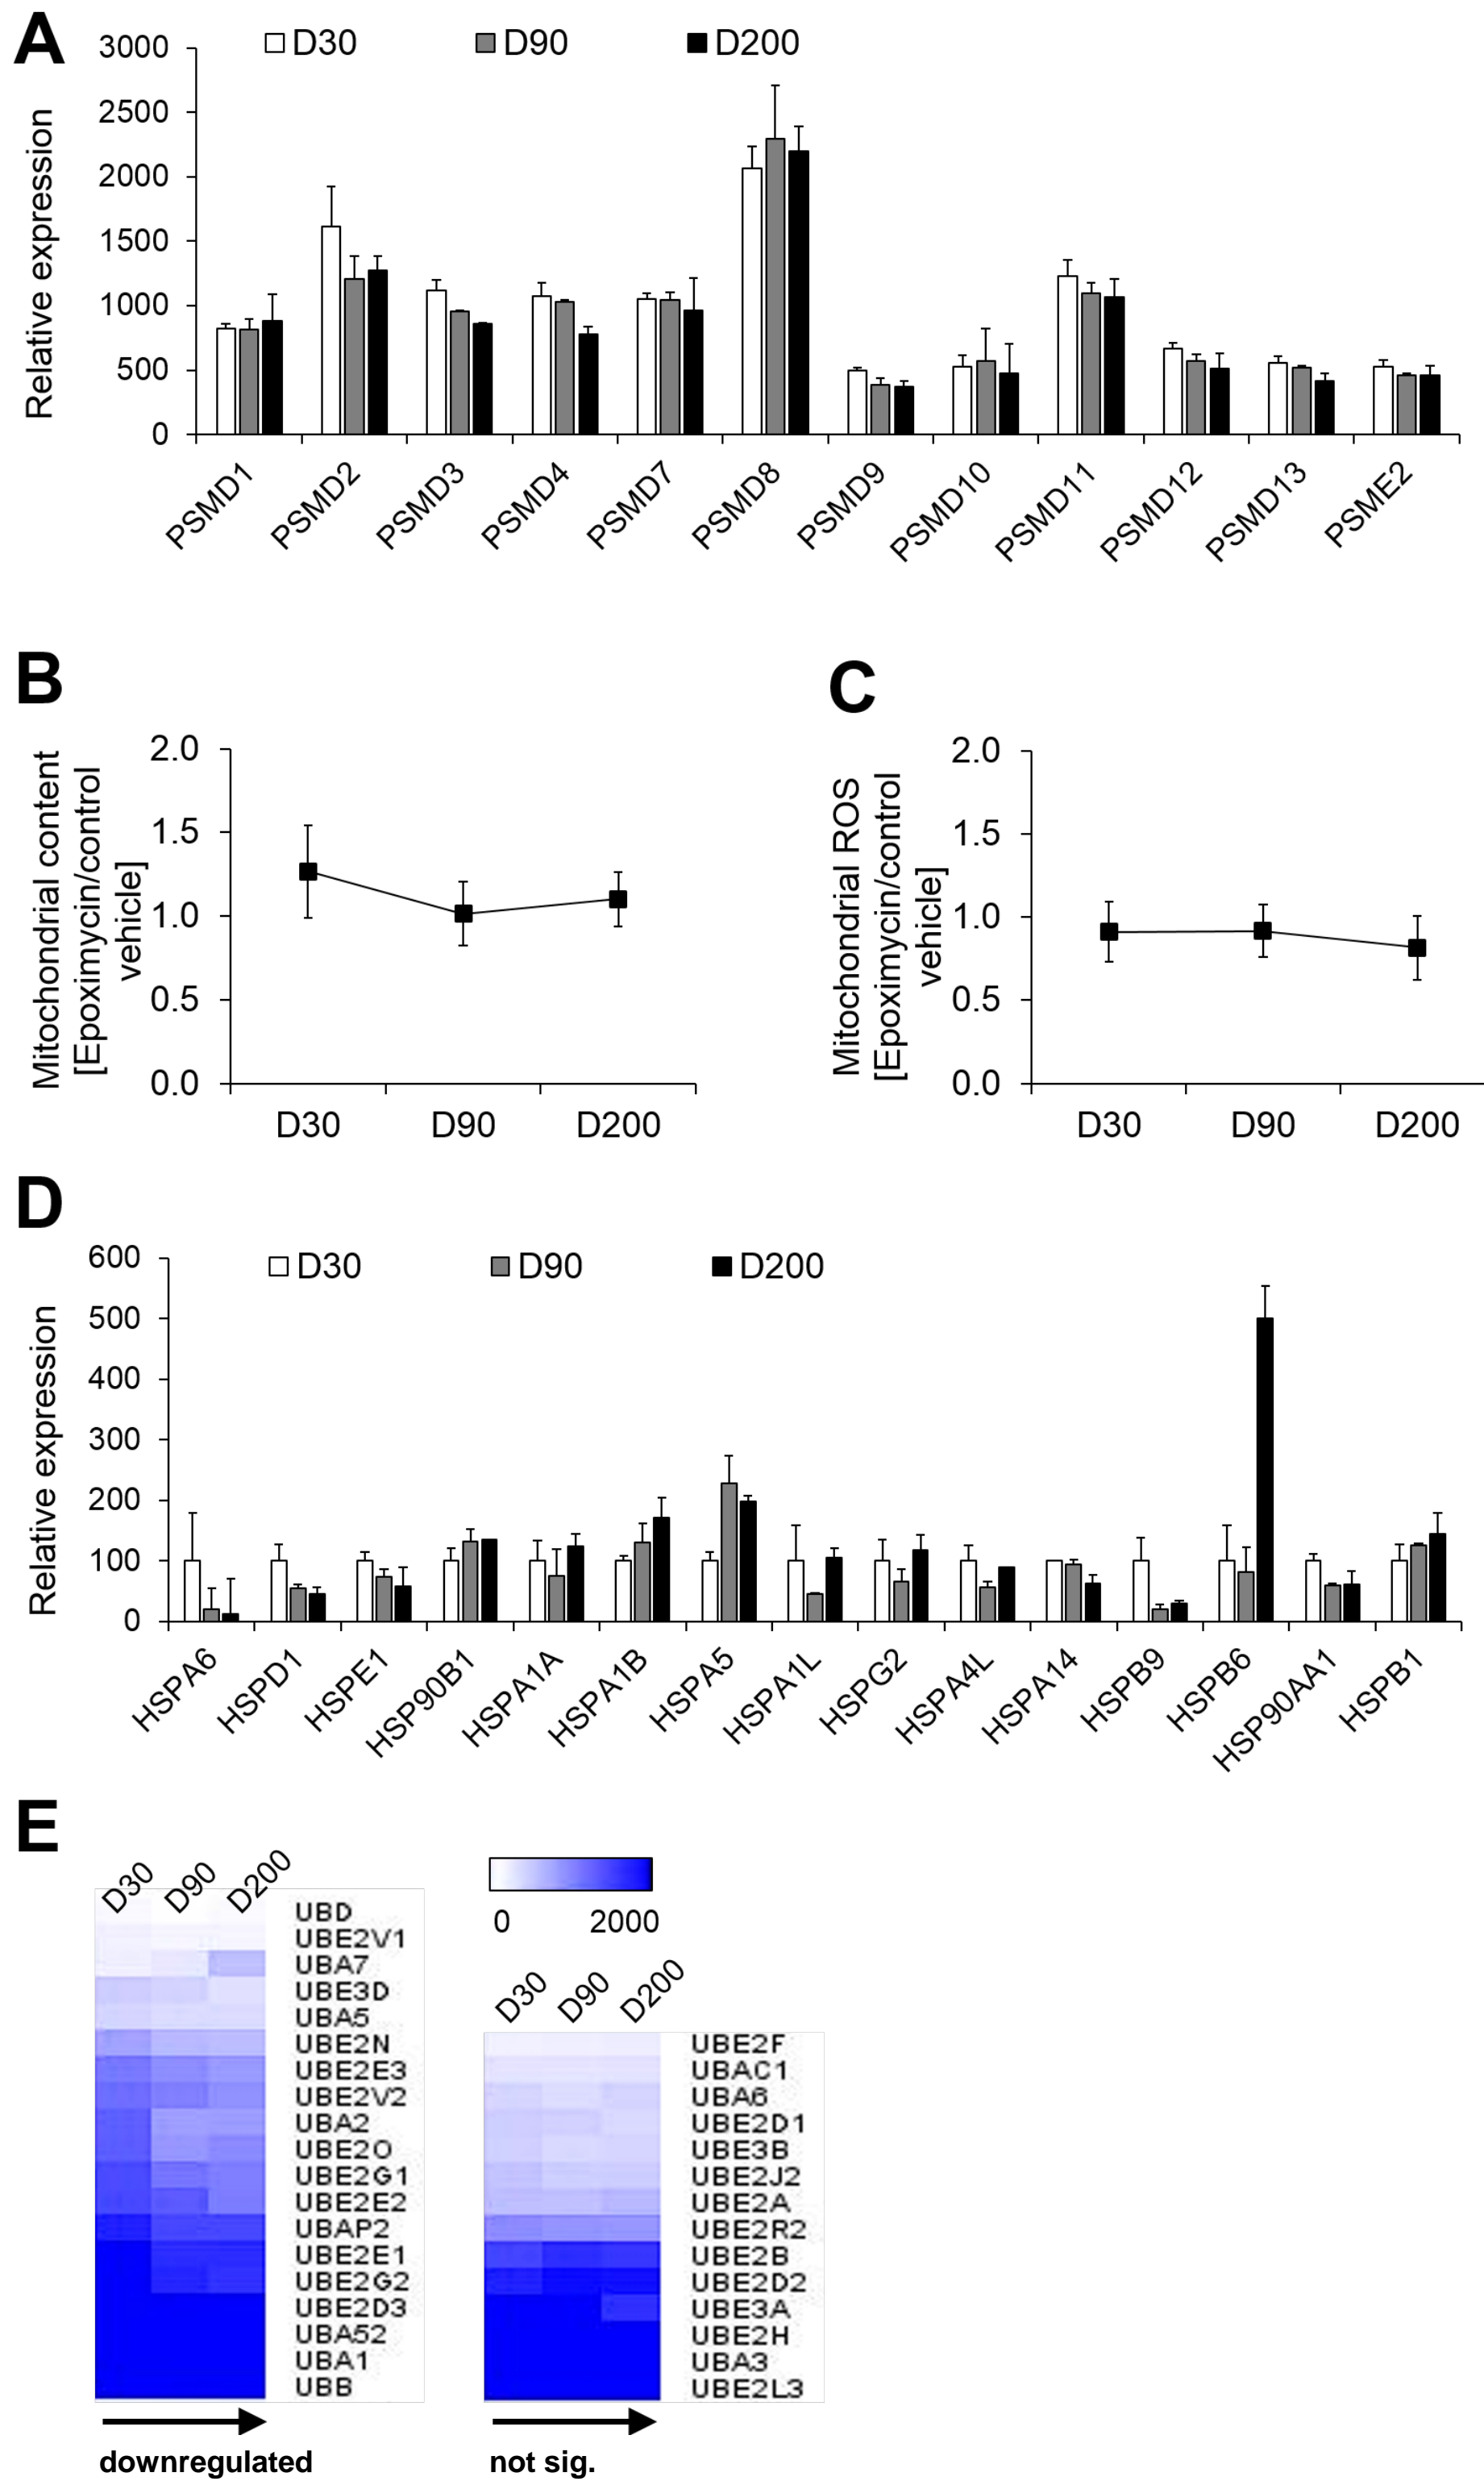 A
D30 D90 D200
3000
2500
2000
1500
1000
500
0
Relative expression
PSMD1 PSMD2 PSMD3 PSMD4 PSMD7 PSMD8 PSMD9 PSMD10 PSMD11 PSMD12 PSMD13 PSME2
B
Mitochondrial content
[Epoximycin/control
vehicle]
2.0
1.5
1.0
0.5
0.0
D30 D90 D200
C
Mitochondrial ROS
[Epoximycin/control
vehicle]
2.0
1.5
1.0
0.5
0.0
D30 D90 D200
D
D30 D90 D200
600
500
400
300
200
100
0
Relative expression
HSPA6 HSPD1 HSPE1 HSP90B1 HSPA1A HSPA1B HSPA5 HSPA1L HSPG2 HSPA4L HSPA14 HSPB9 HSPB6 HSP90AA1 HSPB1
E
D30 D90 D200
UBD
UBE2V1
UBA7
UBE3D
UBA5
UBE2N
UBE2E3
UBE2V2
UBA2
UBE2O
UBE2G1
UBE2E2
UBAP2
UBE2E1
UBE2G2
UBE2D3
UBA52
UBA1
UBB
downregulated
0 2000
D30 D90 D200
UBE2F
UBAC1
UBA6
UBE2D1
UBE3B
UBE2J2
UBE2A
UBE2R2
UBE2B
UBE2D2
UBE3A
UBE2H
UBA3
UBE2L3
not sig.